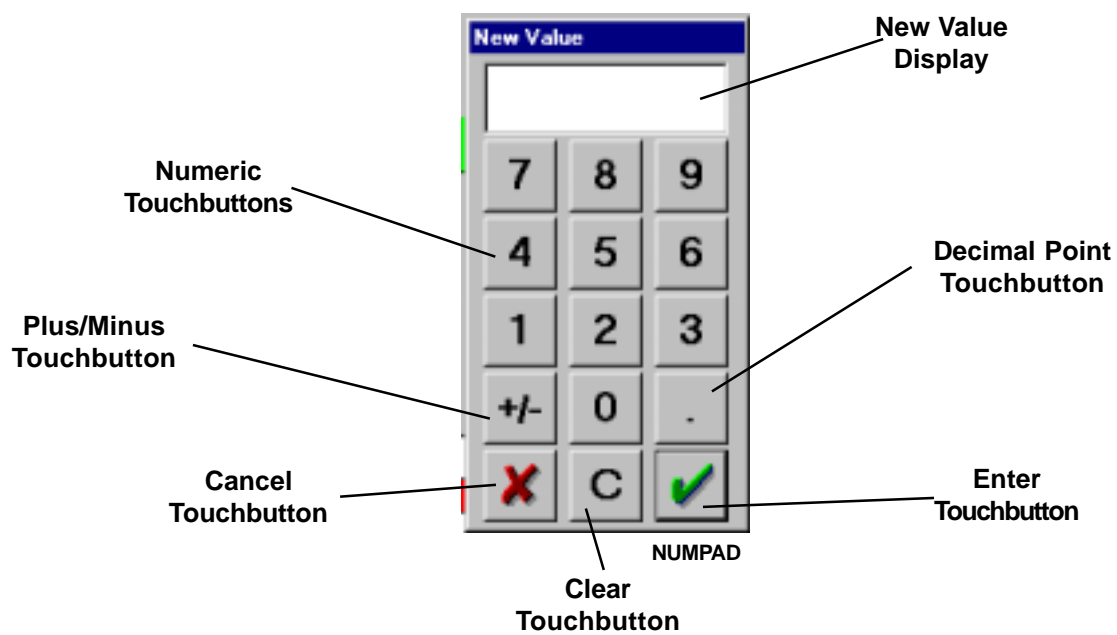 New Value
Display
New Value
7 8 9
Numeric
Touchbuttons
4 5 6
Decimal Point
Touchbutton
1 2 3
Plus/Minus
Touchbutton
+/- 0 .
Cancel
Touchbutton
C
Enter
Touchbutton
NUMPAD
Clear
Touchbutton